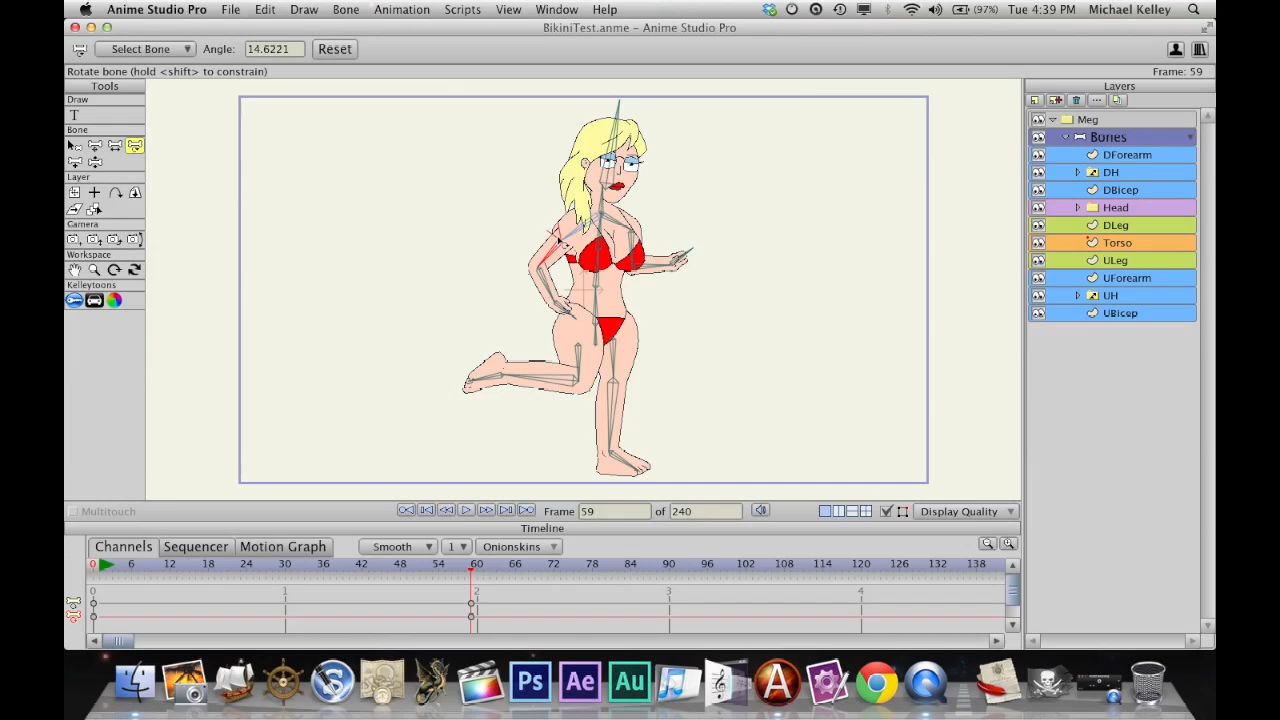 Anime Studio Pro File Edit Draw Bone Animation Scripts View Window Help (97%) Tue 4:39 PM Michael Kelley
BikiniTest.anme – Anime Studio Pro
Select Bone Angle: 14.6221 Reset
Rotate bone (hold <shift> to constrain) Frame: 59
Tools
Draw
T
Bone
Layer
Camera
Workspace
Kelleytoons
Layers
Meg
Bones
DForearm
DH
DBicep
Head
DLeg
Torso
ULeg
UForearm
UH
UBicep
Multitouch Frame 59 of 240 Display Quality
Timeline
Channels Sequencer Motion Graph Smooth 1 Onionskins
0 6 12 18 24 30 36 42 48 54 60 66 72 78 84 90 96 102 108 114 120 126 132 138
0 1 2 3 4
Ps Ae Au